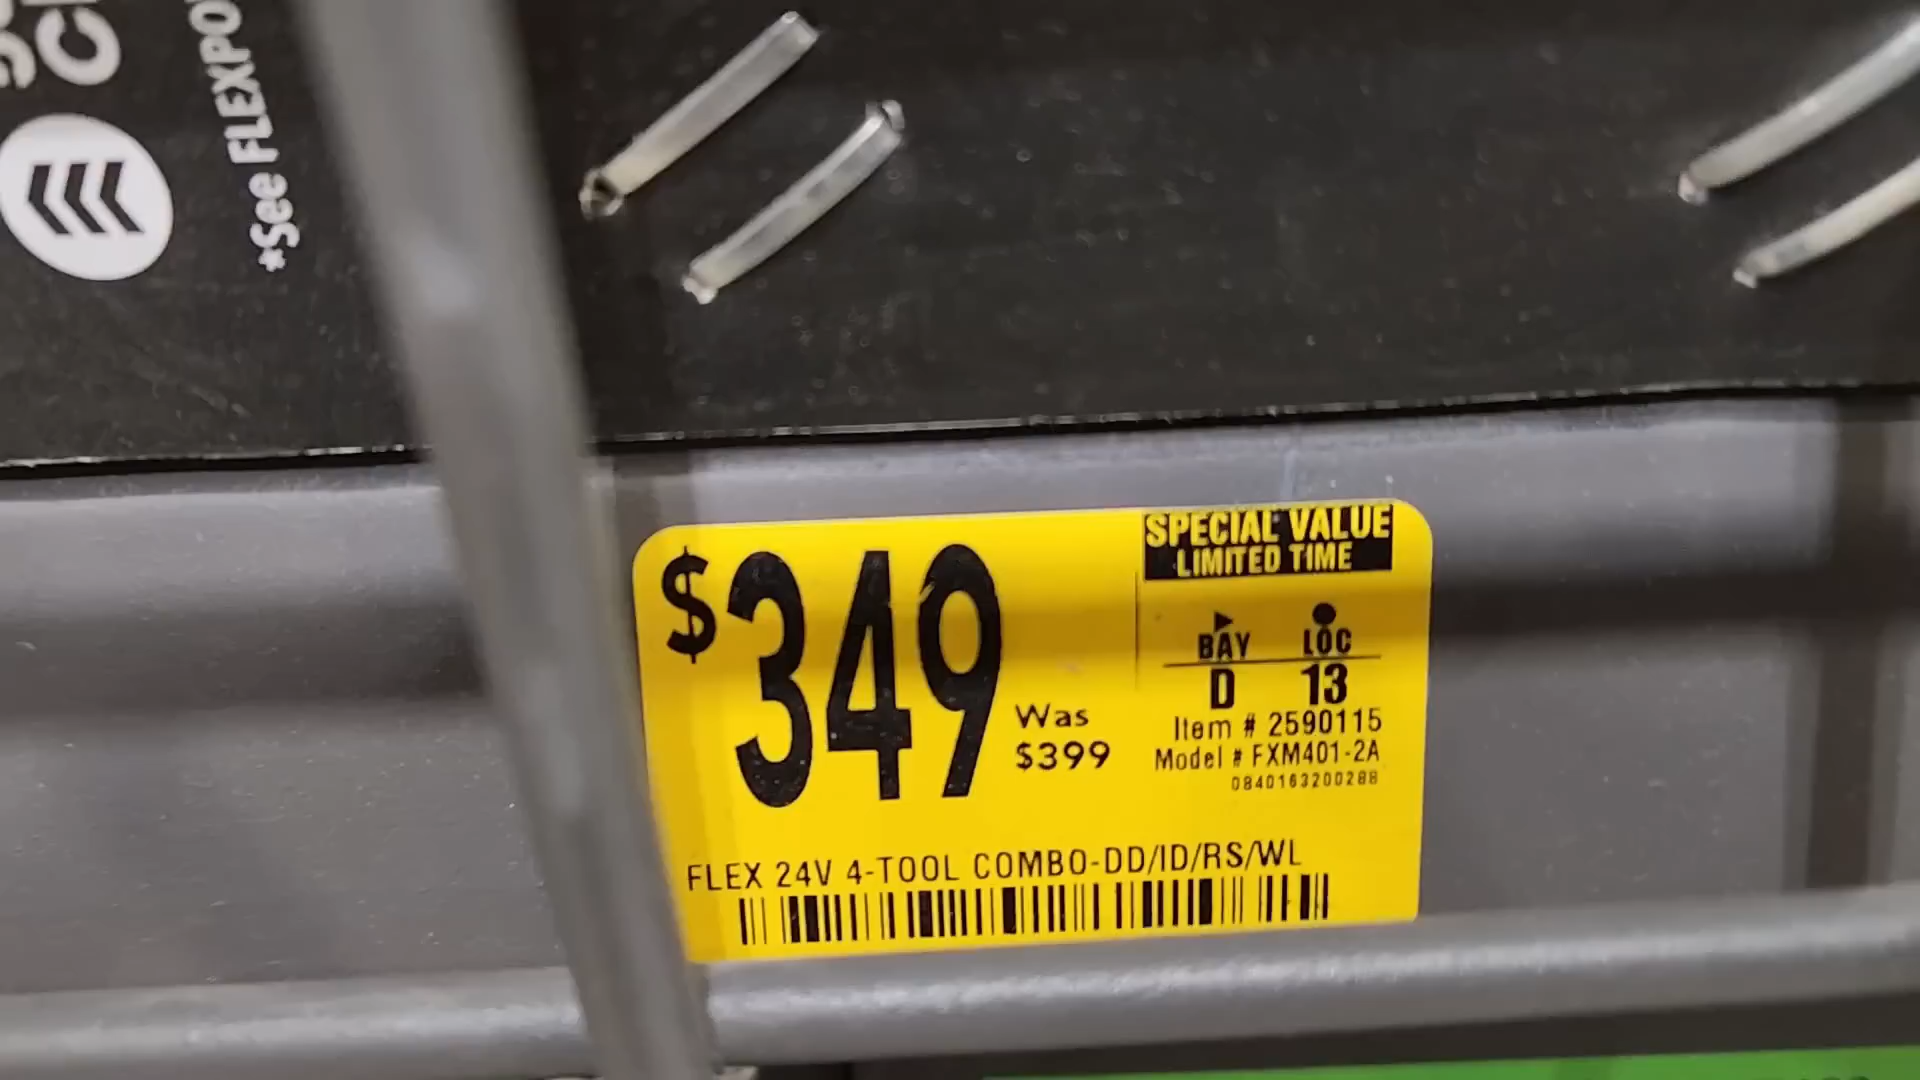 *See FLEXPO
SPECIAL VALUE
LIMITED TIME
$349
Was
$399
BAY LOC
D 13
Item # 2590115
Model # FXM401-2A
0840163200288
FLEX 24V 4-TOOL COMBO-DD/ID/RS/WL